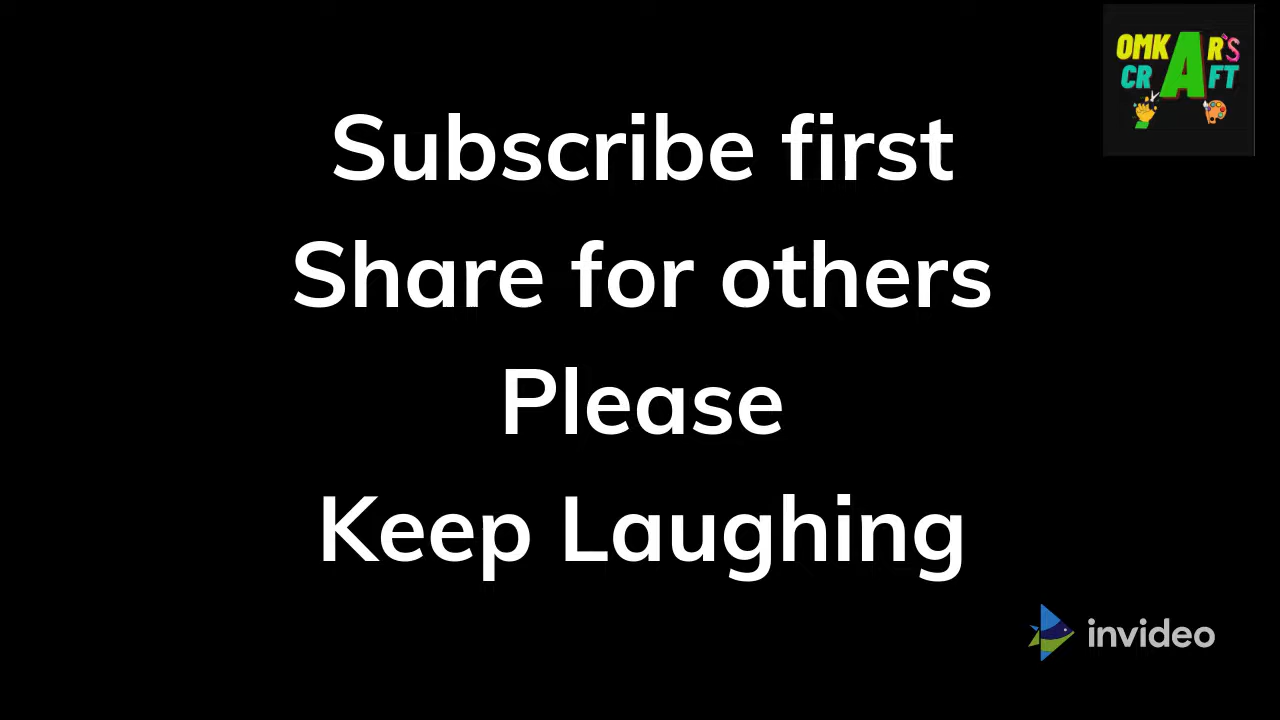 OMKAR'S
CRAFT
Subscribe first
Share for others
Please
Keep Laughing
invideo